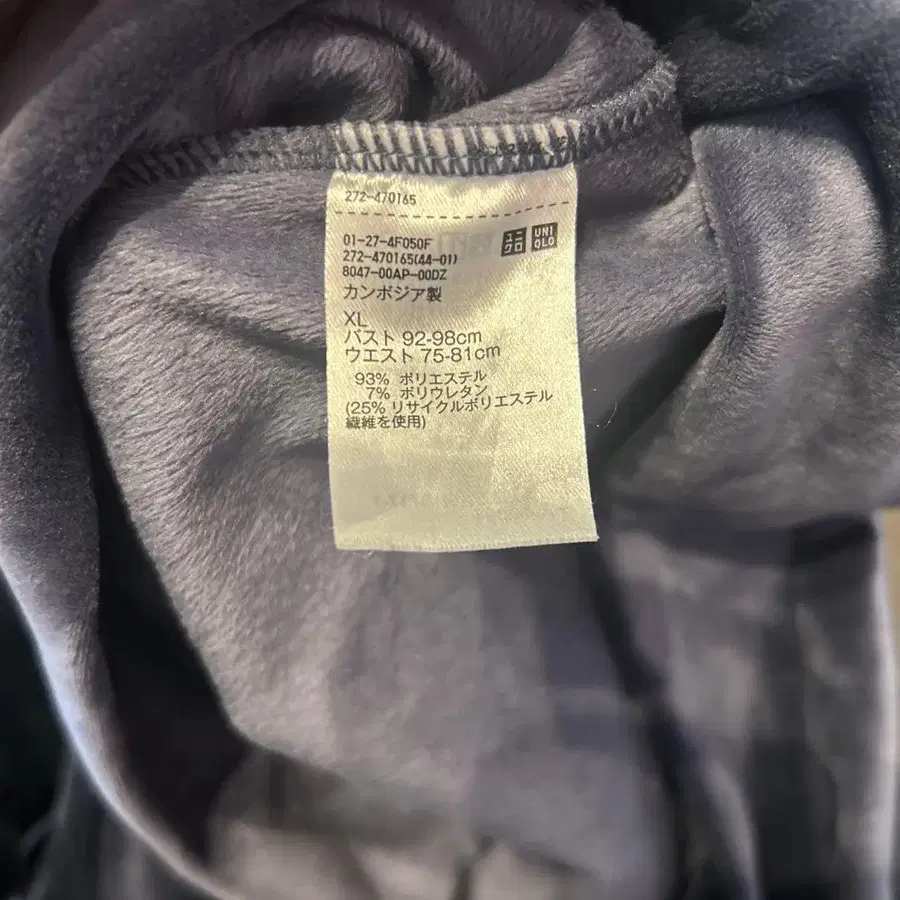 272-470165
ユニ
クロ
UNI
QLO
01-27-4F050F
272-470165(44-01)
8047-00AP-00DZ
カンボジア製
XL
バスト 92-98cm
ウエスト 75-81cm
93% ポリエステル
7% ポリウレタン
(25% リサイクルポリエステル
繊維を使用)